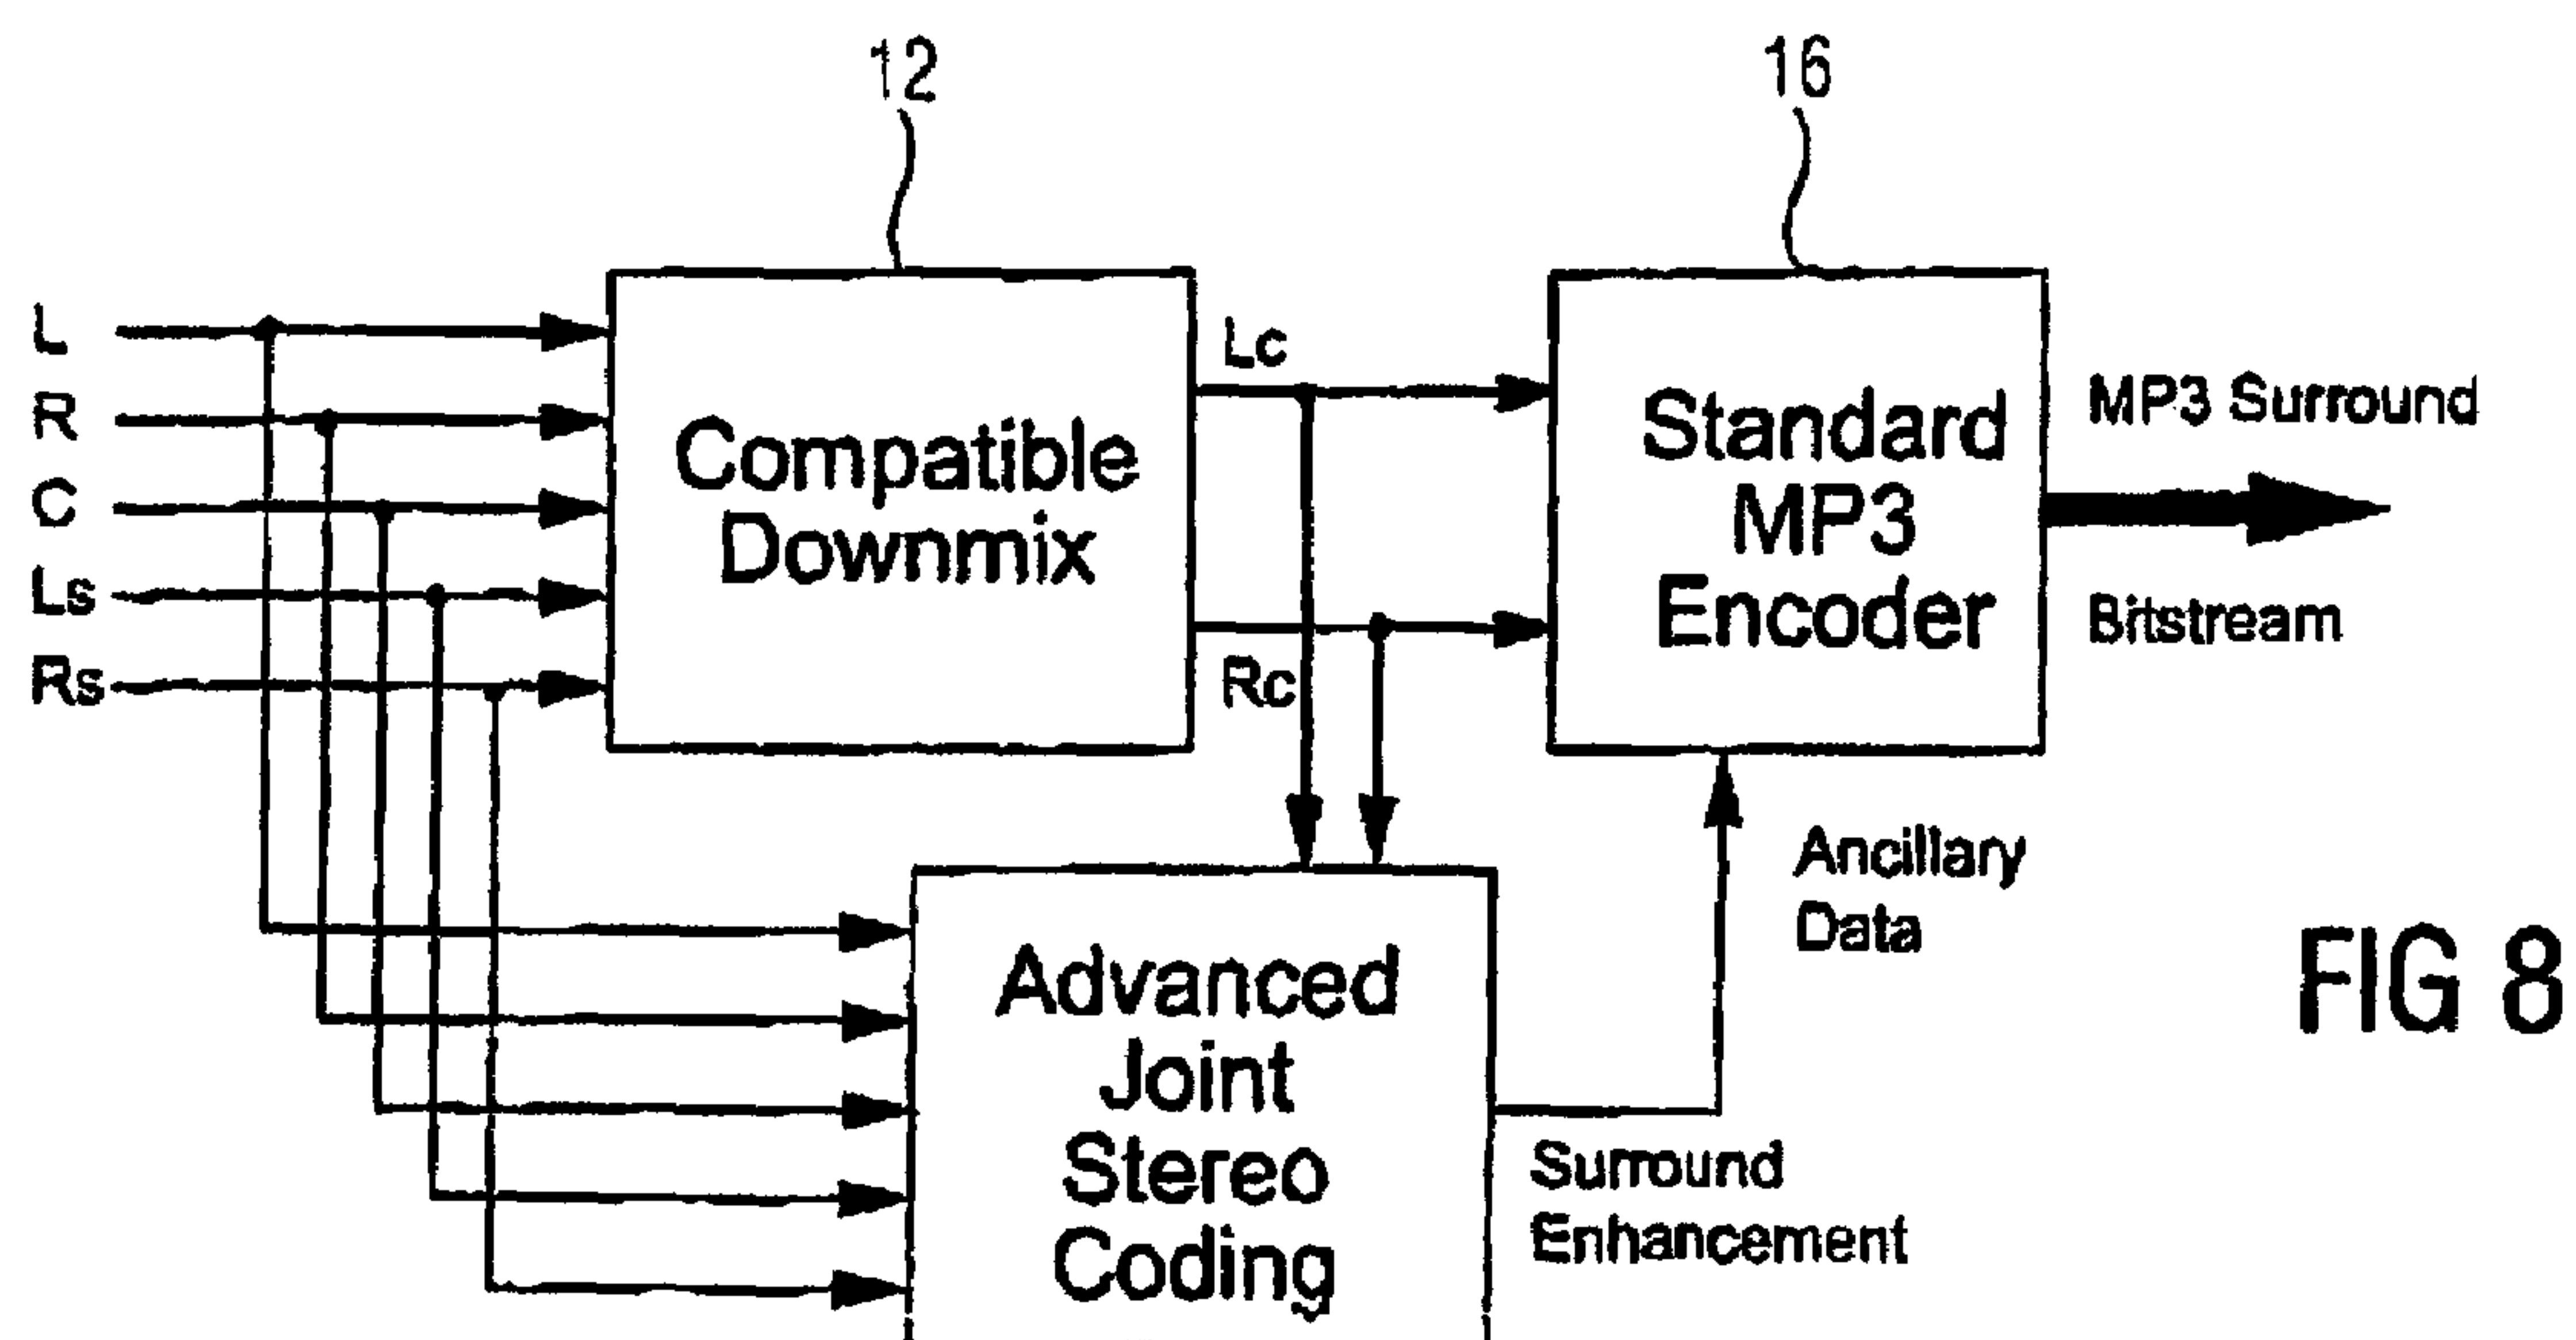 12
16
L
R
C
Ls
Rs
Compatible
Downmix
Lc
Rc
Standard
MP3
Encoder
MP3 Surround
Bitstream
Ancillary
Data
Advanced
Joint
Stereo
Coding
Surround
Enhancement
FIG 8